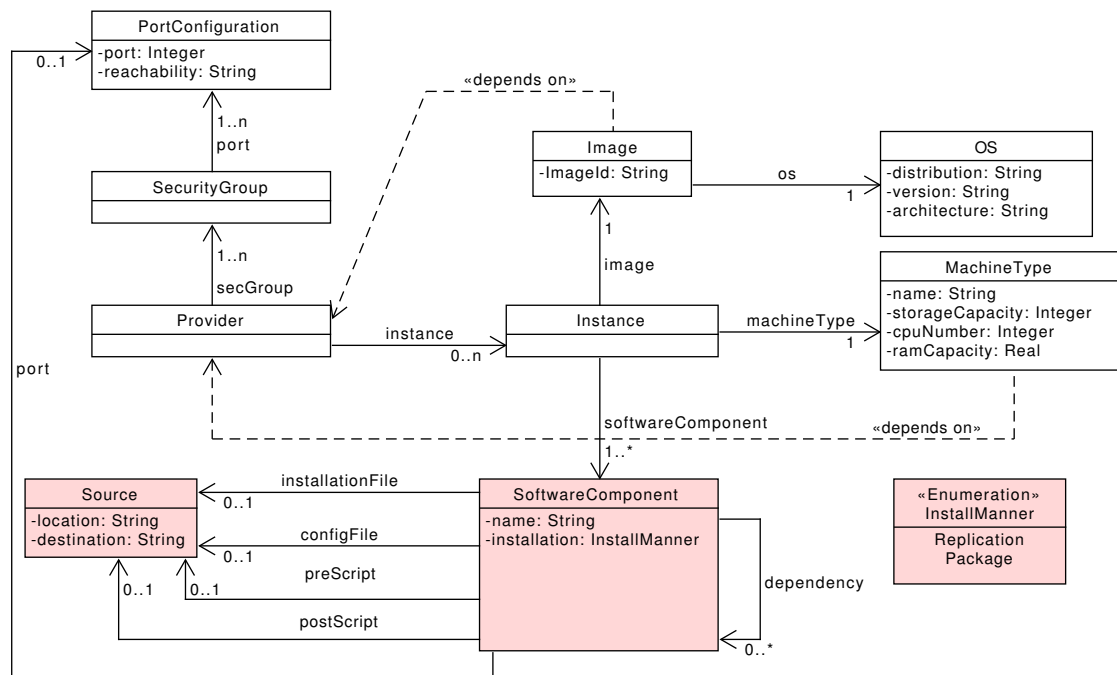 PortConfiguration
-port: Integer
-reachability: String
0..1
«depends on»
1..n
port
Image
-ImageId: String
OS
-distribution: String
-version: String
-architecture: String
os
1
SecurityGroup
1..n
secGroup
1
image
MachineType
-name: String
-storageCapacity: Integer
-cpuNumber: Integer
-ramCapacity: Real
Provider
instance
0..n
Instance
machineType
1
port
softwareComponent
«depends on»
1..*
Source
-location: String
-destination: String
installationFile
0..1
configFile
0..1
preScript
0..1
postScript
0..1
SoftwareComponent
-name: String
-installation: InstallManner
dependency
0..*
«Enumeration»
InstallManner
Replication
Package